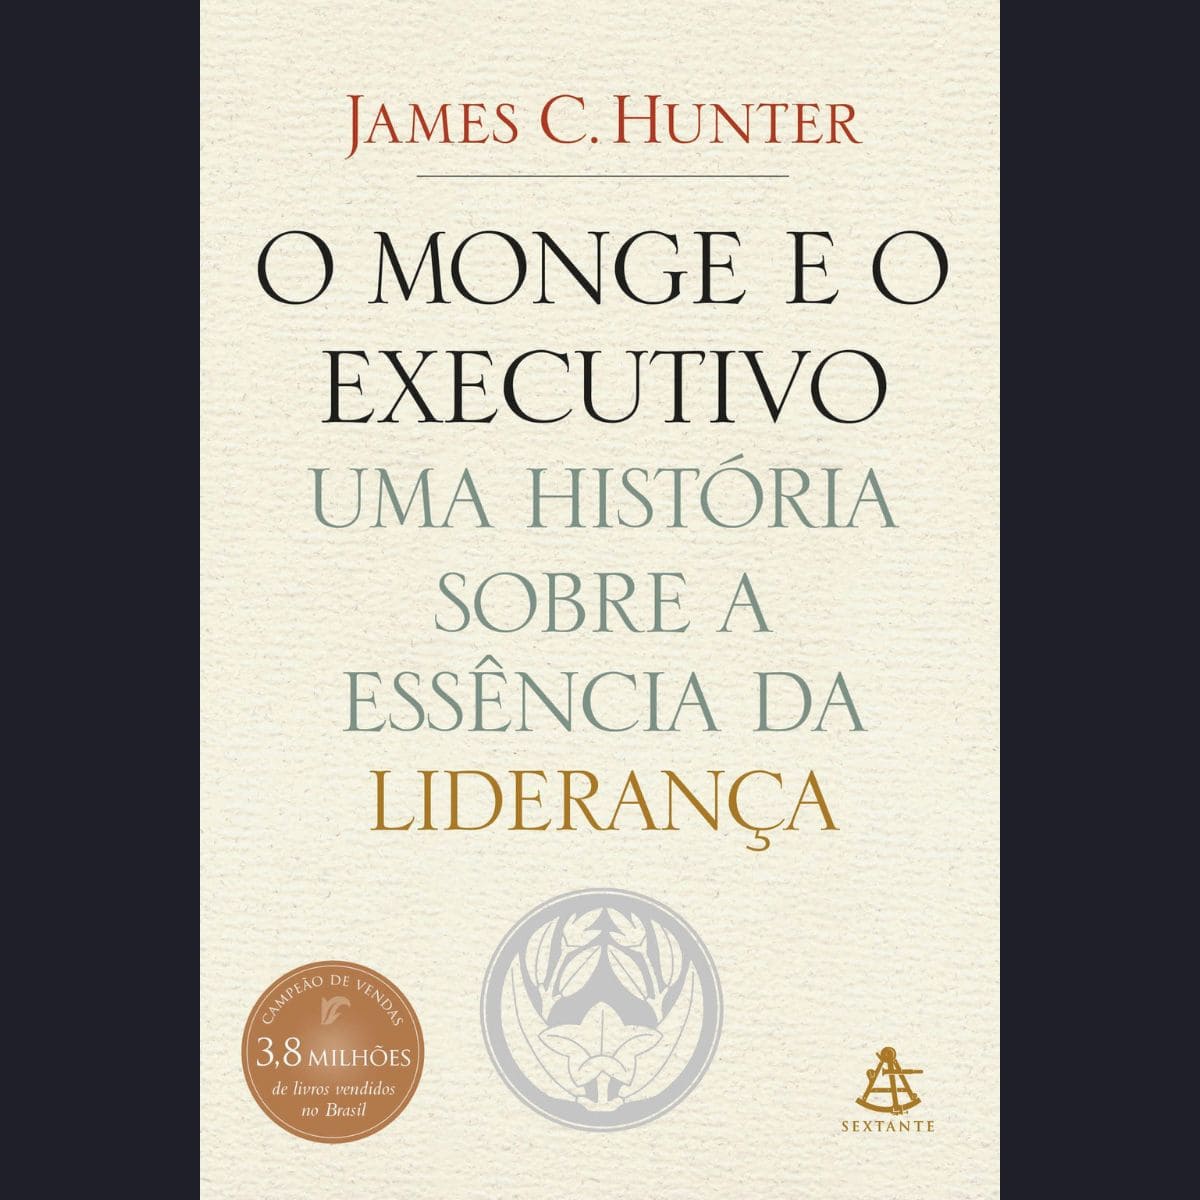 JAMES C. HUNTER
O MONGE E O
EXECUTIVO
UMA HISTÓRIA
SOBRE A
ESSÊNCIA DA
LIDERANÇA
CAMPEÃO DE VENDAS
3,8 MILHÕES
de livros vendidos
no Brasil
SEXTANTE